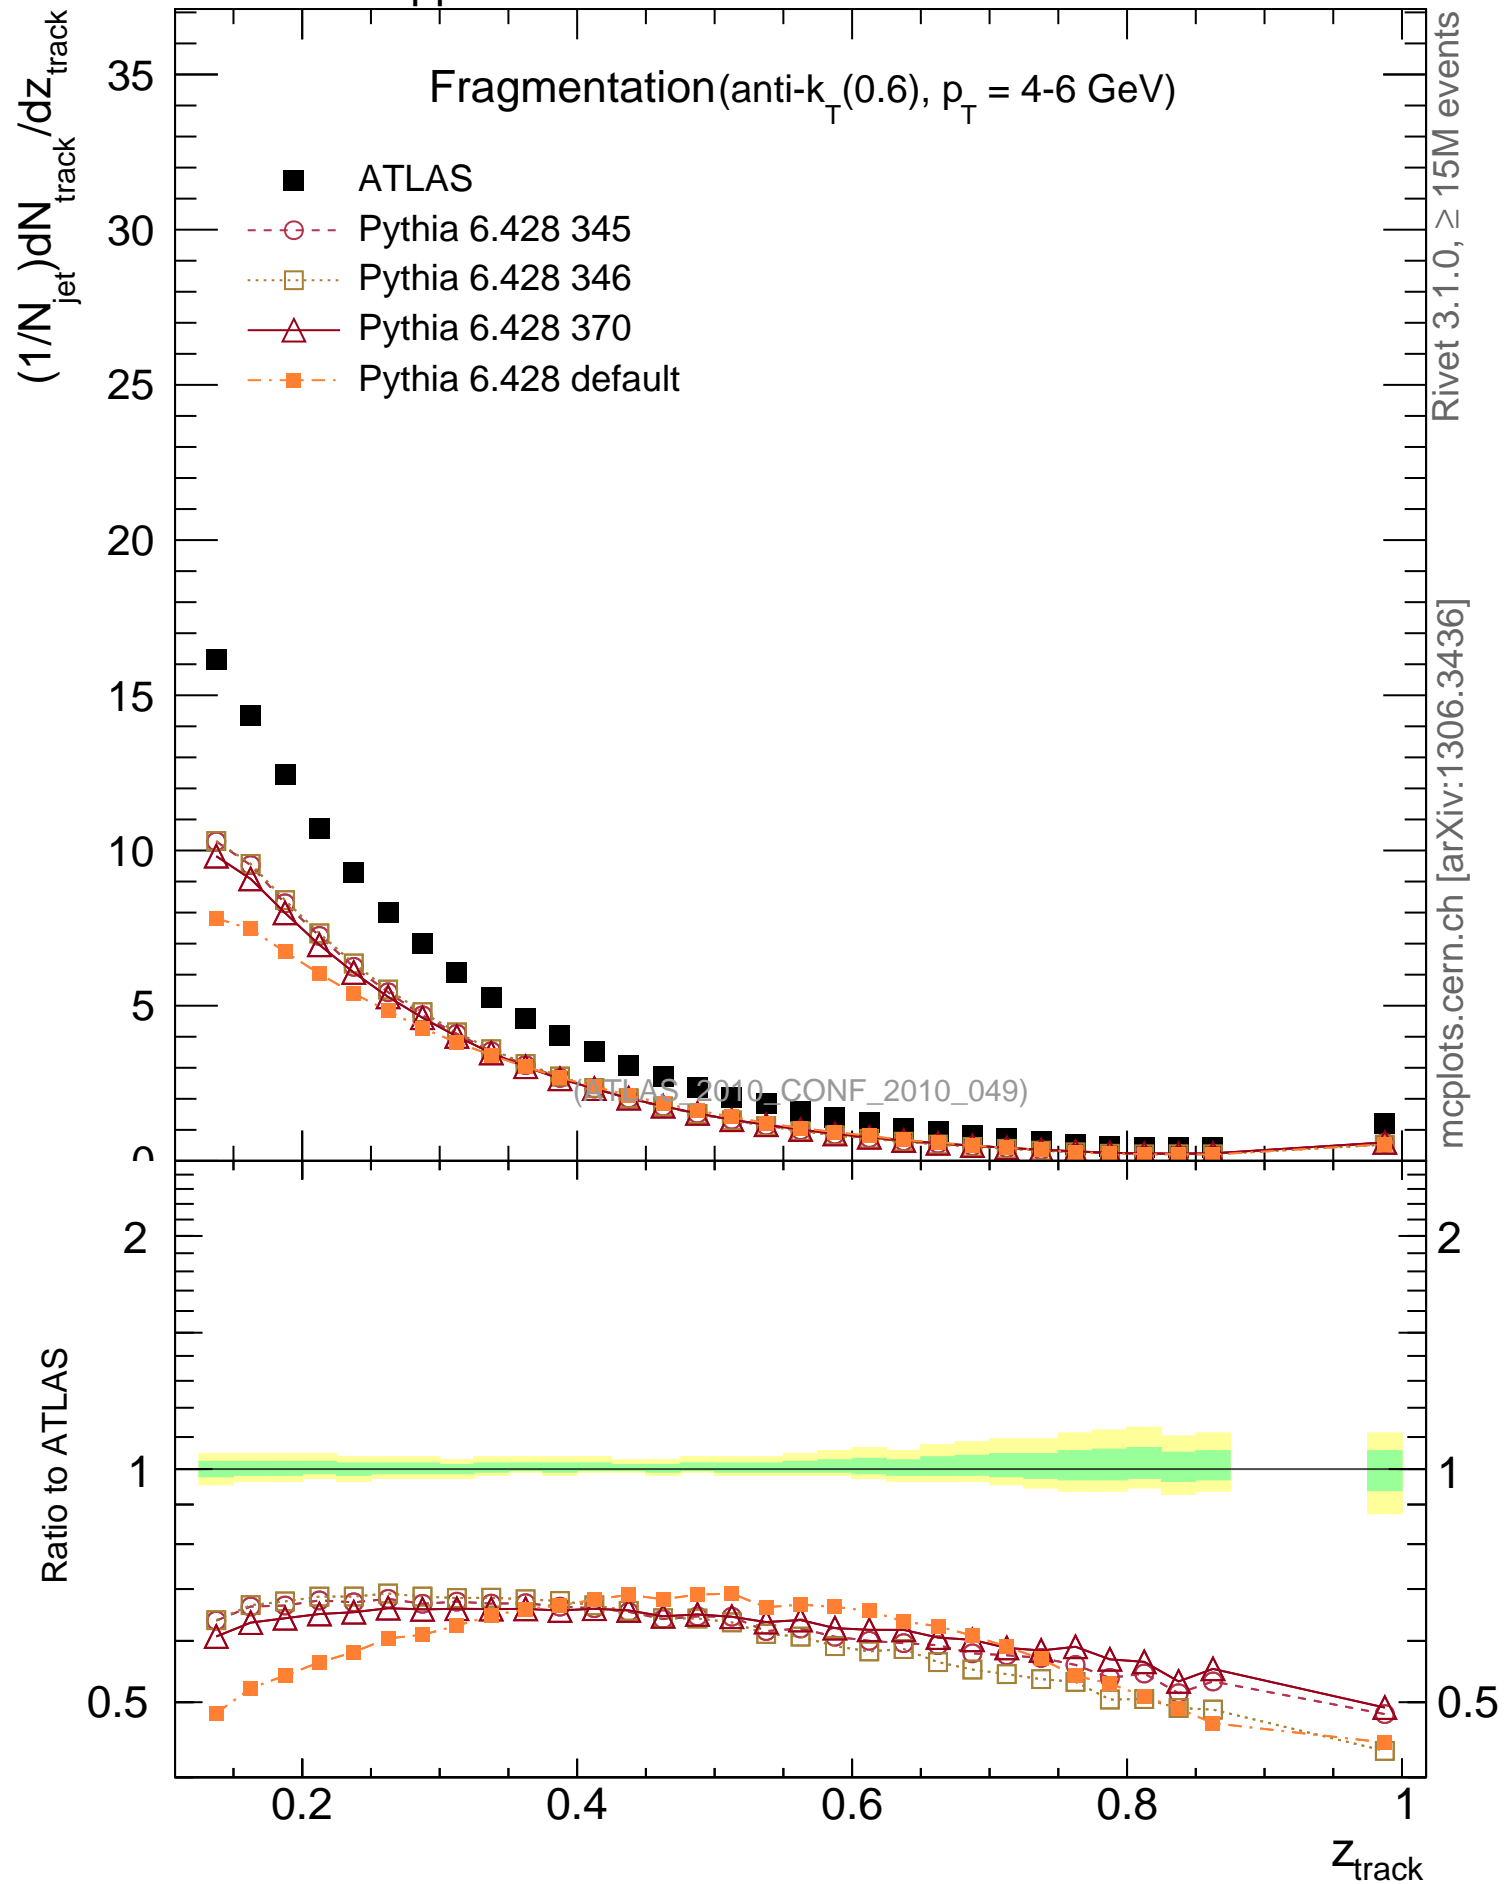 Fragmentation (anti-k_T(0.6), p_T = 4-6 GeV)
(1/N_jet)dN_track/dz_track
35
30
25
20
15
10
5
0
ATLAS
Pythia 6.428 345
Pythia 6.428 346
Pythia 6.428 370
Pythia 6.428 default
(ATLAS_2010_CONF_2010_049)
Rivet 3.1.0, ≥ 15M events
mcplots.cern.ch [arXiv:1306.3436]
Ratio to ATLAS
2
1
0.5
2
1
0.5
0.2
0.4
0.6
0.8
1
z_track